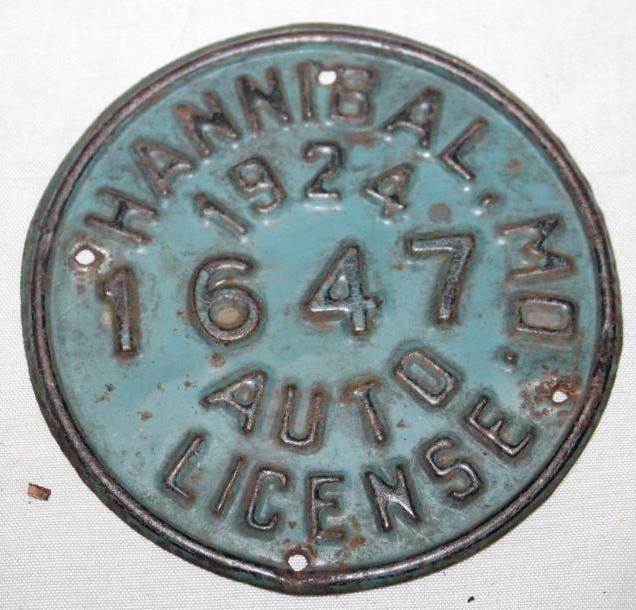 HANNIBAL, MO.
1924
1647
AUTO
LICENSE